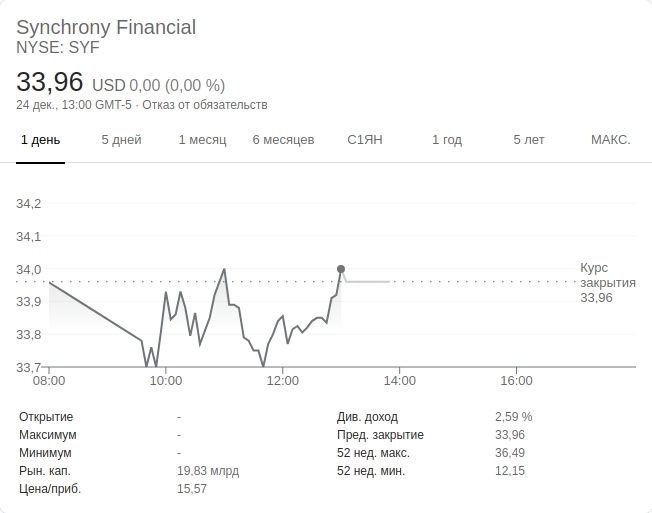 Synchrony Financial
NYSE: SYF
33,96 USD 0,00 (0,00 %)
24 дек., 13:00 GMT-5 · Отказ от обязательств
1 день 5 дней 1 месяц 6 месяцев С1ЯН 1 год 5 лет МАКС.
34,2
34,1
34,0
33,9
33,8
33,7
Курс
закрытия
33,96
08:00 10:00 12:00 14:00 16:00
Открытие - Див. доход 2,59 %
Максимум - Пред. закрытие 33,96
Минимум - 52 нед. макс. 36,49
Рын. кап. 19,83 млрд 52 нед. мин. 12,15
Цена/приб. 15,57